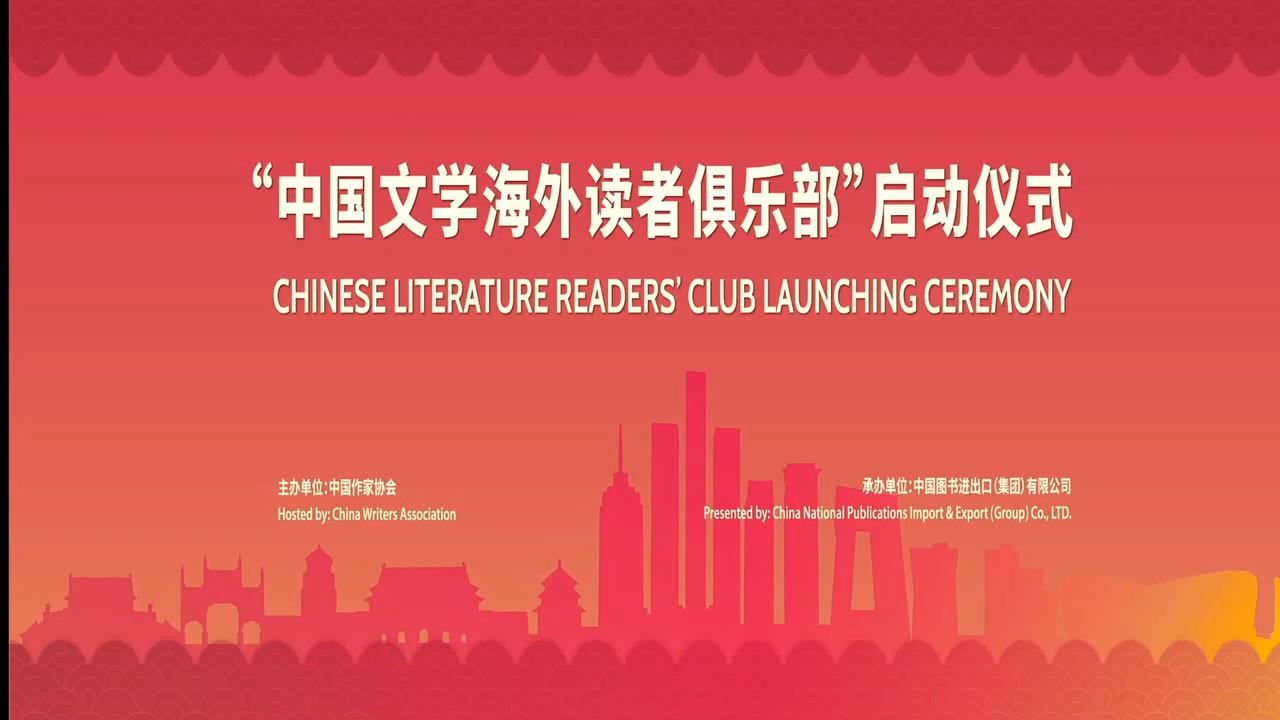 “中国文学海外读者俱乐部”启动仪式
CHINESE LITERATURE READERS’ CLUB LAUNCHING CEREMONY
主办单位：中国作家协会
Hosted by: China Writers Association
承办单位：中国图书进出口（集团）有限公司
Presented by: China National Publications Import & Export (Group) Co., LTD.